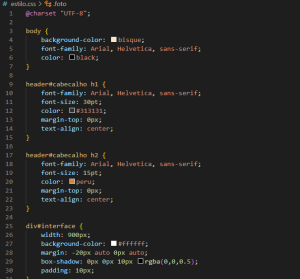 estilo.css > .foto
1 @charset "UTF-8";
2
3 body {
4 background-color: bisque;
5 font-family: Arial, Helvetica, sans-serif;
6 color: black;
7 }
8
9 header#cabecalho h1 {
10 font-family: Arial, Helvetica, sans-serif;
11 font-size: 30pt;
12 color: #313131;
13 margin-top: 0px;
14 text-align: center;
15 }
16
17 header#cabecalho h2 {
18 font-family: Arial, Helvetica, sans-serif;
19 font-size: 15pt;
20 color: peru;
21 margin-top: 0px;
22 text-align: center;
23 }
24
25 div#interface {
26 width: 900px;
27 background-color: #ffffff;
28 margin: -20px auto 0px auto;
29 box-shadow: 0px 0px 10px rgba(0,0,0.5);
30 padding: 10px;